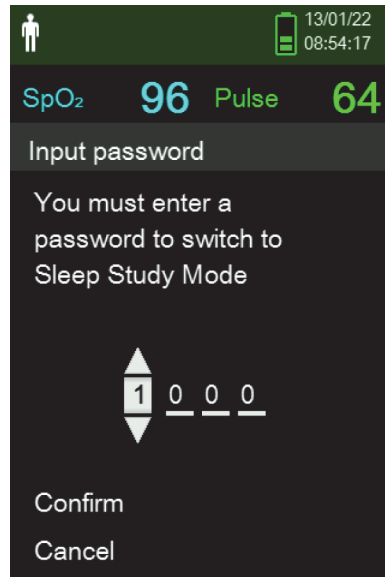 13/01/22
08:54:17
SpO₂ 96 Pulse 64
Input password
You must enter a
password to switch to
Sleep Study Mode
1 0 0 0
Confirm
Cancel